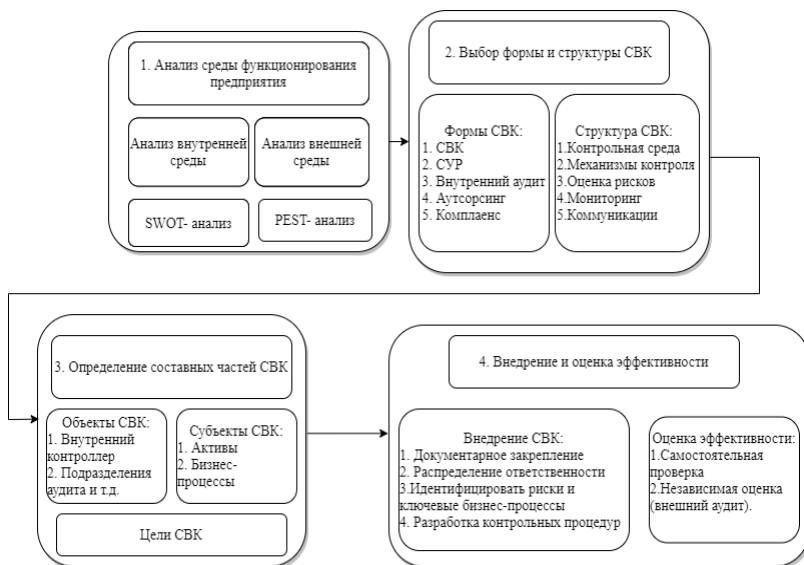 1. Анализ среды функционирования
предприятия
Анализ внутренней
среды
Анализ внешней
среды
SWOT- анализ
PEST- анализ
2. Выбор формы и структуры СВК
Формы СВК:
1. СВК
2. СУР
3. Внутренний аудит
4. Аутсорсинг
5. Комплаенс
Структура СВК:
1.Контрольная среда
2.Механизмы контроля
3.Оценка рисков
4.Мониторинг
5.Коммуникации
3. Определение составных частей СВК
Объекты СВК:
1. Внутренний
контроллер
2. Подразделения
аудита и т.д.
Субъекты СВК:
1. Активы
2. Бизнес-
процессы
Цели СВК
4. Внедрение и оценка эффективности
Внедрение СВК:
1. Документарное закрепление
2. Распределение ответственности
3.Идентифицировать риски и
ключевые бизнес-процессы
4. Разработка контрольных процедур
Оценка эффективности:
1.Самостоятельная
проверка
2.Независимая оценка
(внешний аудит).